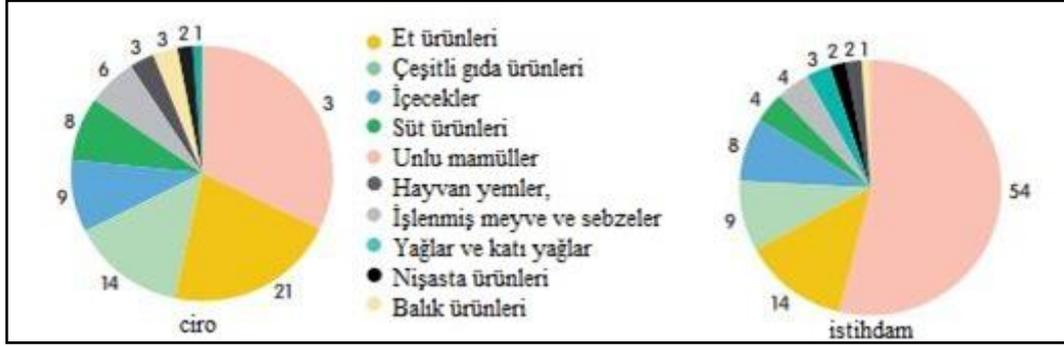 3 3 2 1
6
8
9
14
21
3
ciro
Et ürünleri
Çeşitli gıda ürünleri
İçecekler
Süt ürünleri
Unlu mamüller
Hayvan yemler,
İşlenmiş meyve ve sebzeler
Yağlar ve katı yağlar
Nişasta ürünleri
Balık ürünleri
3 2 2 1
4
4
8
9
14
54
istihdam